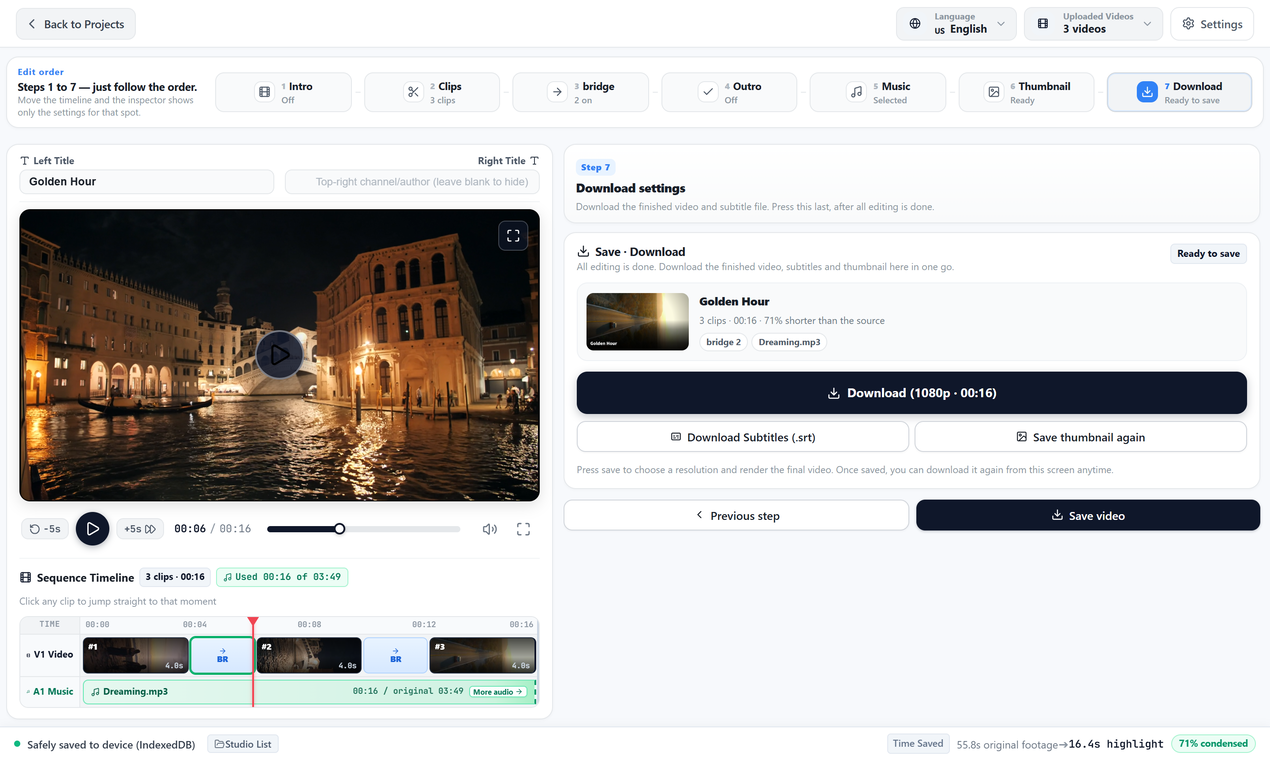 Back to Projects
Language
US English
Uploaded Videos
3 videos
Settings
Edit order
Steps 1 to 7 — just follow the order.
Move the timeline and the inspector shows
only the settings for that spot.
1 Intro
Off
2 Clips
3 clips
3 bridge
2 on
4 Outro
Off
5 Music
Selected
6 Thumbnail
Ready
7 Download
Ready to save
Left Title
Right Title
Golden Hour
Top-right channel/author (leave blank to hide)
-5s
+5s
00:06 / 00:16
Sequence Timeline
3 clips · 00:16
Used 00:16 of 03:49
Click any clip to jump straight to that moment
TIME
00:00
00:04
00:08
00:12
00:16
V1 Video
#1
4.0s
→
BR
#2
4.0s
→
BR
#3
4.0s
A1 Music
Dreaming.mp3
00:16 / original 03:49
More audio →
Step 7
Download settings
Download the finished video and subtitle file. Press this last, after all editing is done.
Save · Download
All editing is done. Download the finished video, subtitles and thumbnail here in one go.
Ready to save
Golden Hour
Golden Hour
3 clips · 00:16 · 71% shorter than the source
bridge 2
Dreaming.mp3
Download (1080p · 00:16)
Download Subtitles (.srt)
Save thumbnail again
Press save to choose a resolution and render the final video. Once saved, you can download it again from this screen anytime.
Previous step
Save video
Safely saved to device (IndexedDB)
Studio List
Time Saved
55.8s original footage→16.4s highlight
71% condensed